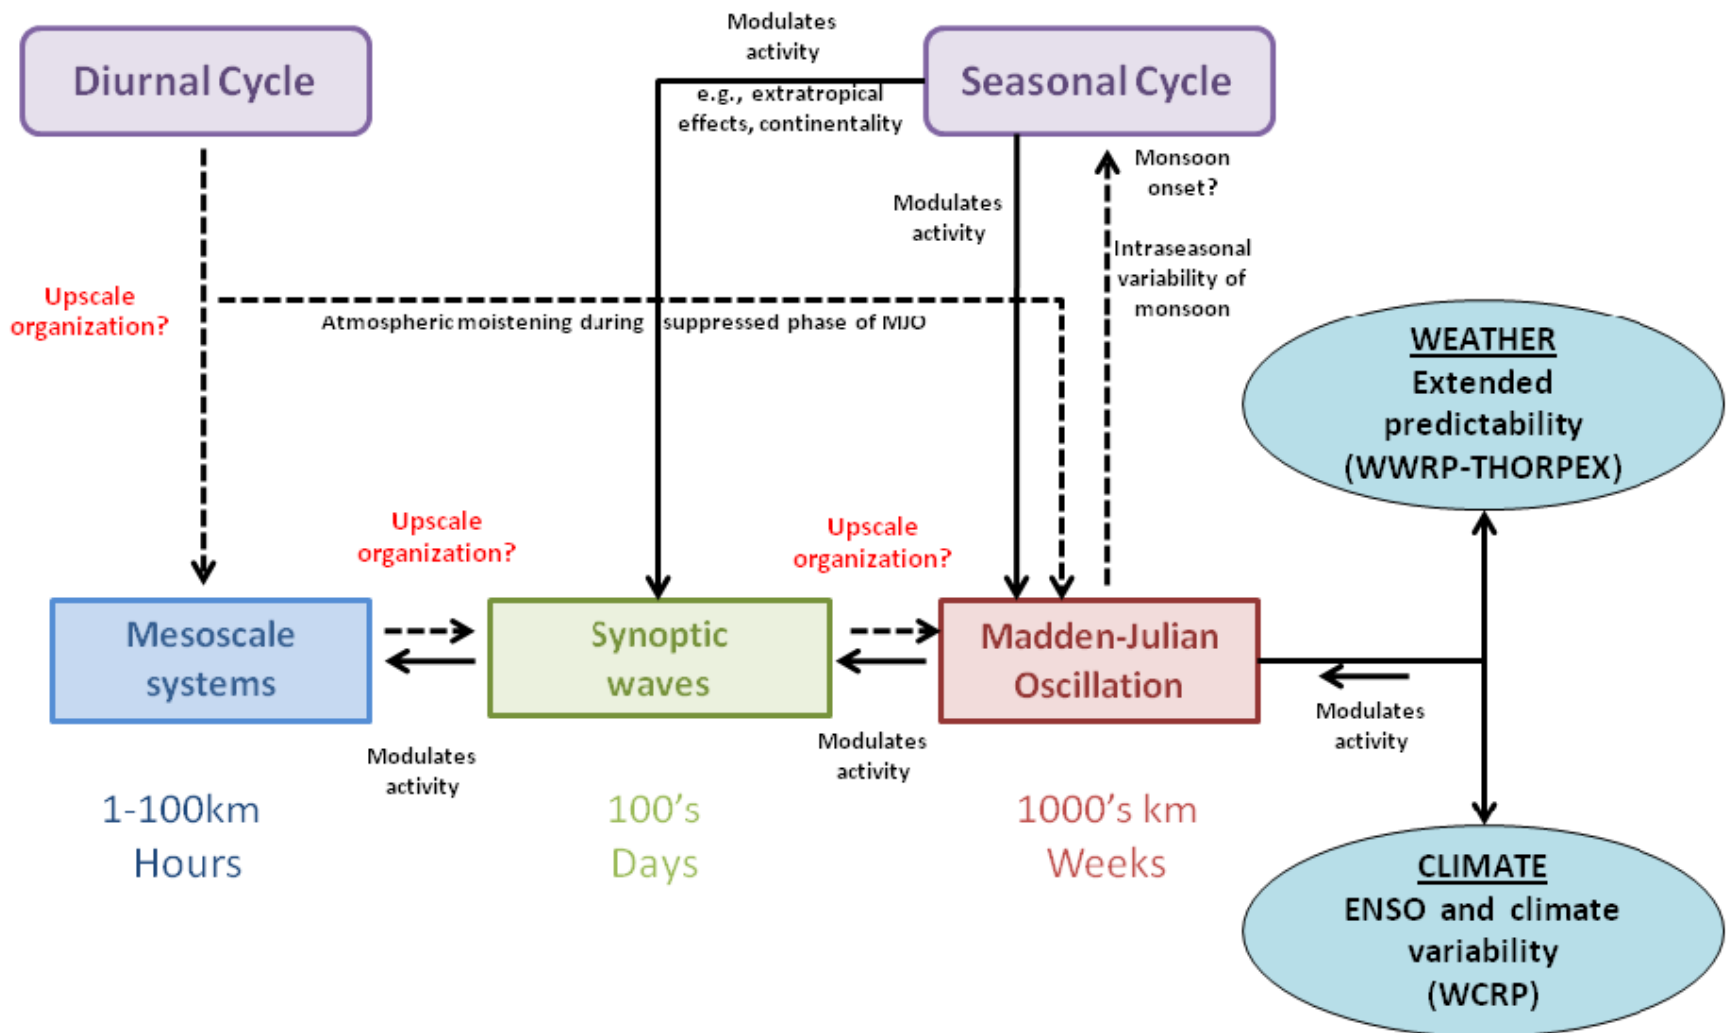 Modulates
activity
Diurnal Cycle
Seasonal Cycle
e.g., extratropical
effects, continentality
Monsoon
onset?
Modulates
activity
Intraseasonal
variability of
monsoon
Upscale
organization?
Atmospheric moistening during suppressed phase of MJO
WEATHER
Extended
predictability
(WWRP-THORPEX)
Upscale
organization?
Upscale
organization?
Mesoscale
systems
Synoptic
waves
Madden-Julian
Oscillation
Modulates
activity
Modulates
activity
Modulates
activity
1-100km
Hours
100's
Days
1000's km
Weeks
CLIMATE
ENSO and climate
variability
(WCRP)